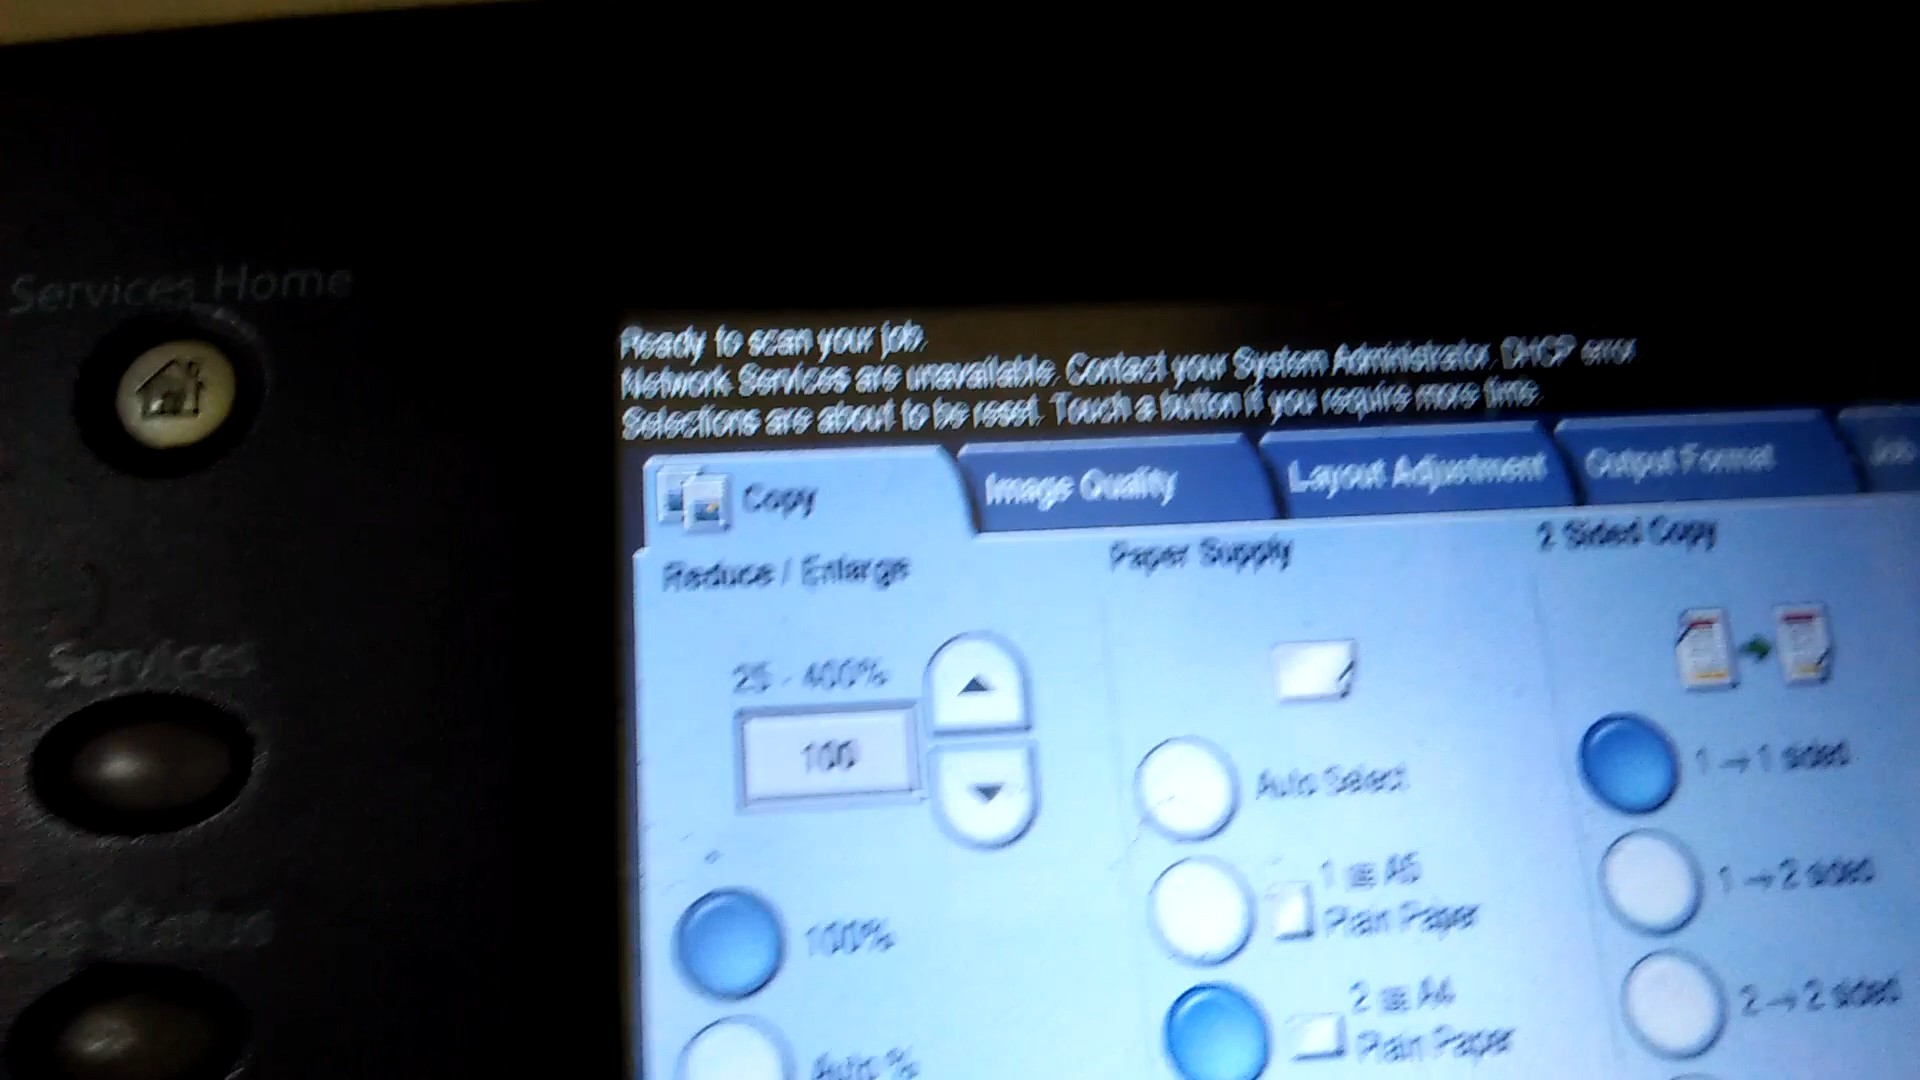 Services Home
Ready to scan your job.
Network Services are unavailable. Contact your System Administrator. DHCP error
Selections are about to be reset. Touch a button if you require more time.
Copy
Image Quality
Layout Adjustment
Output Format
Job
Reduce / Enlarge
Paper Supply
2 Sided Copy
25 - 400%
100
Auto Select
1 → 1 sided
Services
1 A5
Plain Paper
1 → 2 sided
100%
2 A4
Plain Paper
2 → 2 sided
Status
Auto %